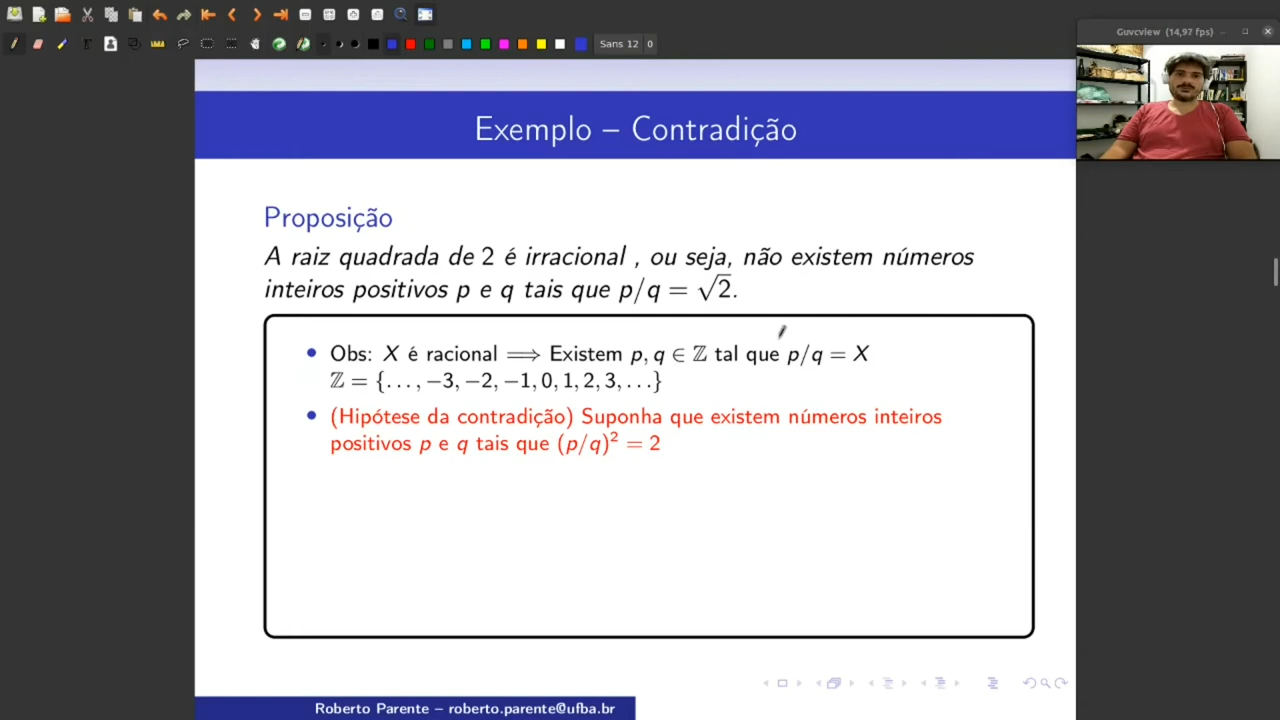 Guvcview (14,97 fps)
Sans 12 0
Exemplo – Contradição
Proposição
A raiz quadrada de 2 é irracional , ou seja, não existem números
inteiros positivos p e q tais que p/q = √2.
Obs: X é racional ⟹ Existem p, q ∈ ℤ tal que p/q = X
ℤ = {. . . , −3, −2, −1, 0, 1, 2, 3, . . .}
(Hipótese da contradição) Suponha que existem números inteiros
positivos p e q tais que (p/q)² = 2
Roberto Parente – roberto.parente@ufba.br